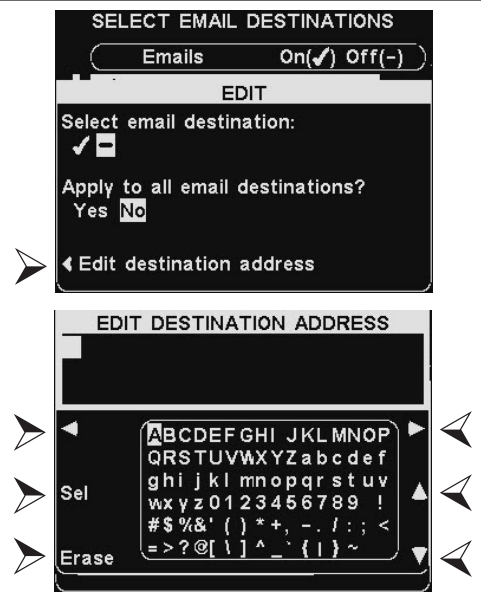 SELECT EMAIL DESTINATIONS
Emails On(✓) Off(−)
EDIT
Select email destination:
✓ −
Apply to all email destinations?
Yes No
Edit destination address
EDIT DESTINATION ADDRESS
ABCDEFGHIJKLMNOP
QRSTUVWXYZabcdef
ghijklmnopqrstuv
wxyz0123456789 !
#$%&'()*+,-./:;<
=>?@[\]^_`{|}~
Sel
Erase